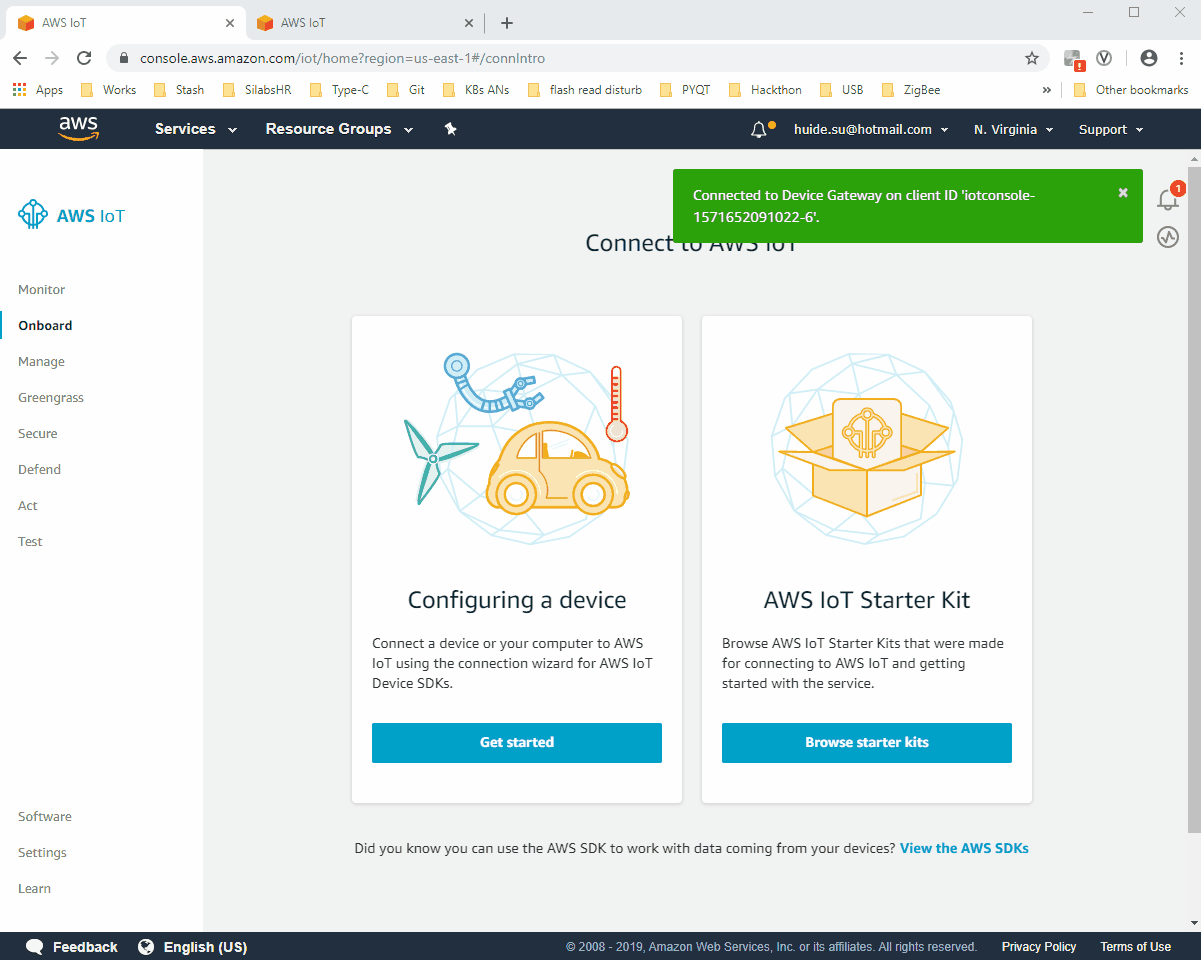 AWS IoT
AWS IoT
console.aws.amazon.com/iot/home?region=us-east-1#/connIntro
Apps Works Stash SilabsHR Type-C Git KBs ANs flash read disturb PYQT Hackthon USB ZigBee » Other bookmarks
aws Services Resource Groups huide.su@hotmail.com N. Virginia Support
Connected to Device Gateway on client ID 'iotconsole-
1571652091022-6'.
1
AWS IoT
Connect to AWS IoT
Monitor
Onboard
Manage
Greengrass
Secure
Defend
Act
Test
Software
Settings
Learn
Configuring a device
Connect a device or your computer to AWS
IoT using the connection wizard for AWS IoT
Device SDKs.
Get started
AWS IoT Starter Kit
Browse AWS IoT Starter Kits that were made
for connecting to AWS IoT and getting
started with the service.
Browse starter kits
Did you know you can use the AWS SDK to work with data coming from your devices? View the AWS SDKs
Feedback English (US) © 2008 - 2019, Amazon Web Services, Inc. or its affiliates. All rights reserved. Privacy Policy Terms of Use